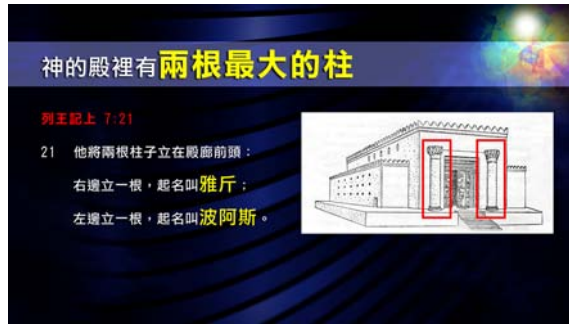 神的殿裡有兩根最大的柱
列王記上 7:21
21 他將兩根柱子立在殿廊前頭：
右邊立一根，起名叫雅斤；
左邊立一根，起名叫波阿斯。